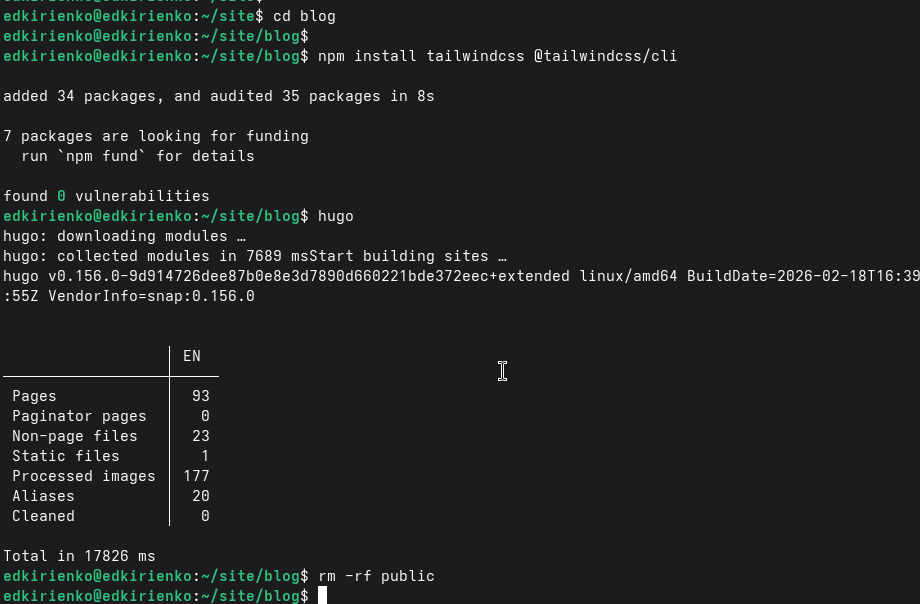 edkirienko@edkirienko:~/site$ cd blog
edkirienko@edkirienko:~/site/blog$
edkirienko@edkirienko:~/site/blog$ npm install tailwindcss @tailwindcss/cli
added 34 packages, and audited 35 packages in 8s
7 packages are looking for funding
  run `npm fund` for details
found 0 vulnerabilities
edkirienko@edkirienko:~/site/blog$ hugo
hugo: downloading modules …
hugo: collected modules in 7689 msStart building sites …
hugo v0.156.0-9d914726dee87b0e8e3d7890d660221bde372eec+extended linux/amd64 BuildDate=2026-02-18T16:39
:55Z VendorInfo=snap:0.156.0
EN
Pages 93
Paginator pages 0
Non-page files 23
Static files 1
Processed images 177
Aliases 20
Cleaned 0
Total in 17826 ms
edkirienko@edkirienko:~/site/blog$ rm -rf public
edkirienko@edkirienko:~/site/blog$